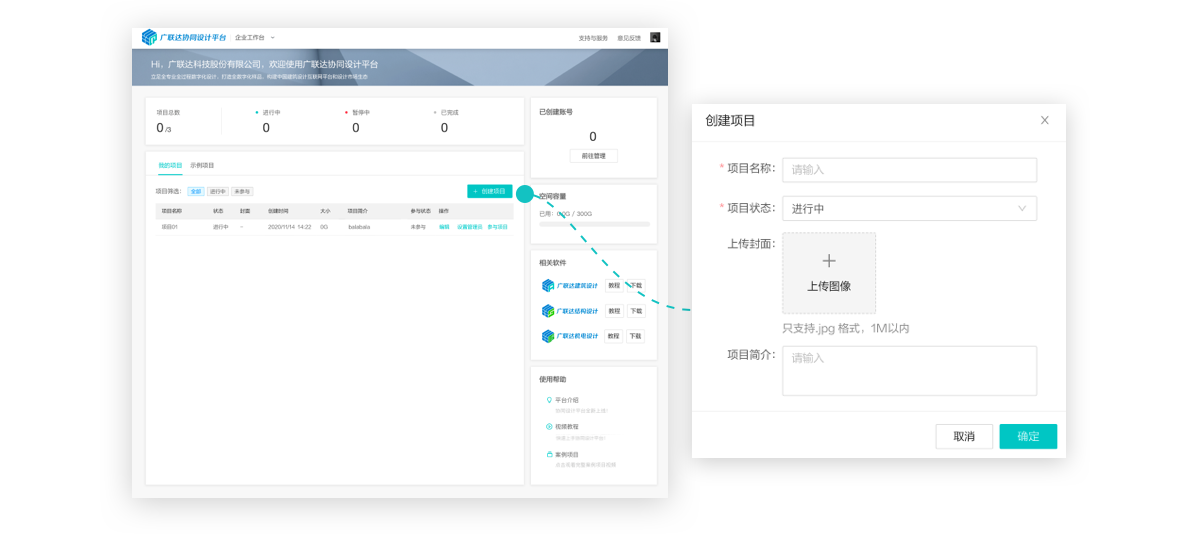 广联达协同设计平台 企业工作台
支持与服务 意见反馈
Hi，广联达科技股份有限公司，欢迎使用广联达协同设计平台
项目总数
0 /3
进行中
0
暂停中
0
已完成
0
我的项目 示例项目
项目筛选： 全部 进行中 未参与
+ 创建项目
项目名称 状态 封面 创建时间 大小 项目简介 参与状态 操作
项目01 进行中 - 2020/11/14 14:22 0G balabala 未参与 编辑 设置管理员 参与项目
已创建账号
0
前往管理
空间容量
已用： 0.0G / 300G
相关软件
广联达建筑设计 教程 下载
广联达结构设计 教程 下载
广联达机电设计 教程 下载
使用帮助
平台介绍
协同设计平台全新上线!
视频教程
案例项目
创建项目
* 项目名称： 请输入
* 项目状态： 进行中
上传封面：
+
上传图像
只支持.jpg 格式，1M以内
项目简介： 请输入
取消 确定